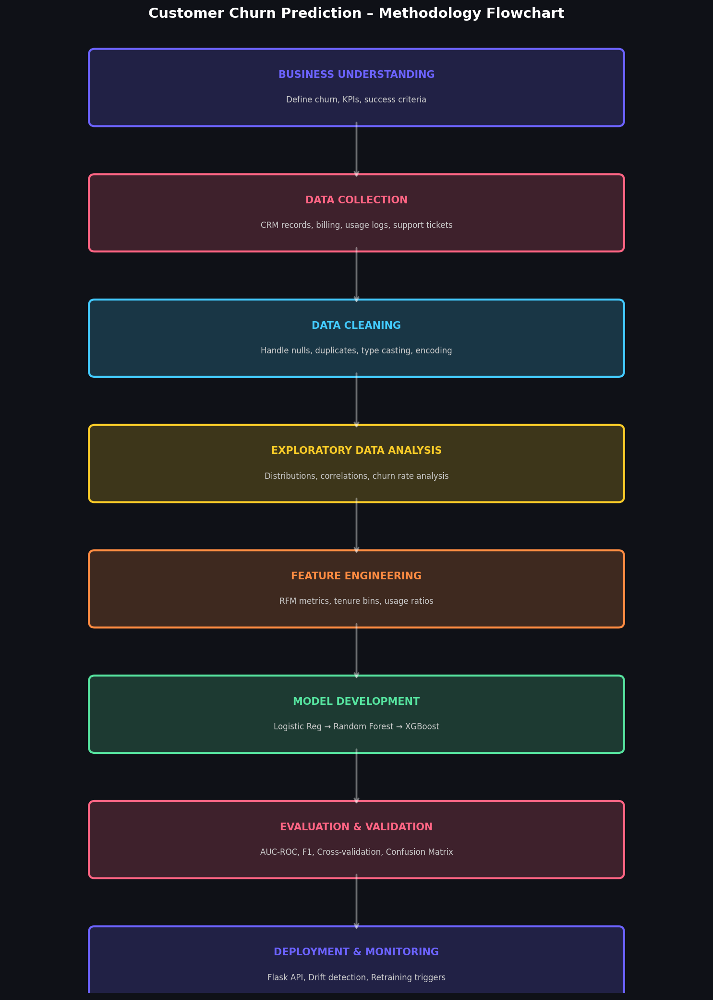 Customer Churn Prediction – Methodology Flowchart
BUSINESS UNDERSTANDING
Define churn, KPIs, success criteria
DATA COLLECTION
CRM records, billing, usage logs, support tickets
DATA CLEANING
Handle nulls, duplicates, type casting, encoding
EXPLORATORY DATA ANALYSIS
Distributions, correlations, churn rate analysis
FEATURE ENGINEERING
RFM metrics, tenure bins, usage ratios
MODEL DEVELOPMENT
Logistic Reg → Random Forest → XGBoost
EVALUATION & VALIDATION
AUC-ROC, F1, Cross-validation, Confusion Matrix
DEPLOYMENT & MONITORING
Flask API, Drift detection, Retraining triggers